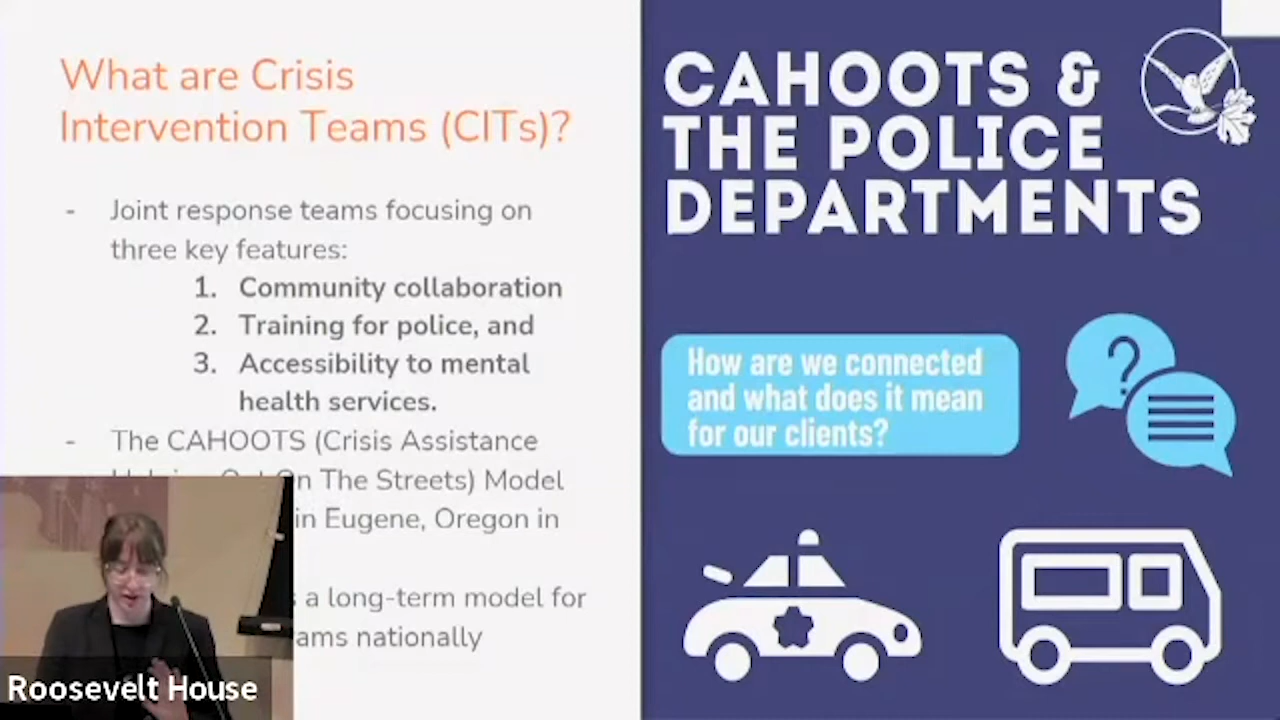 What are Crisis
Intervention Teams (CITs)?
- Joint response teams focusing on
three key features:
1. Community collaboration
2. Training for police, and
3. Accessibility to mental
health services.
- The CAHOOTS (Crisis Assistance
On The Streets) Model
in Eugene, Oregon in
a long-term model for
nationally
Roosevelt House
CAHOOTS &
THE POLICE
DEPARTMENTS
How are we connected
and what does it mean
for our clients?
?